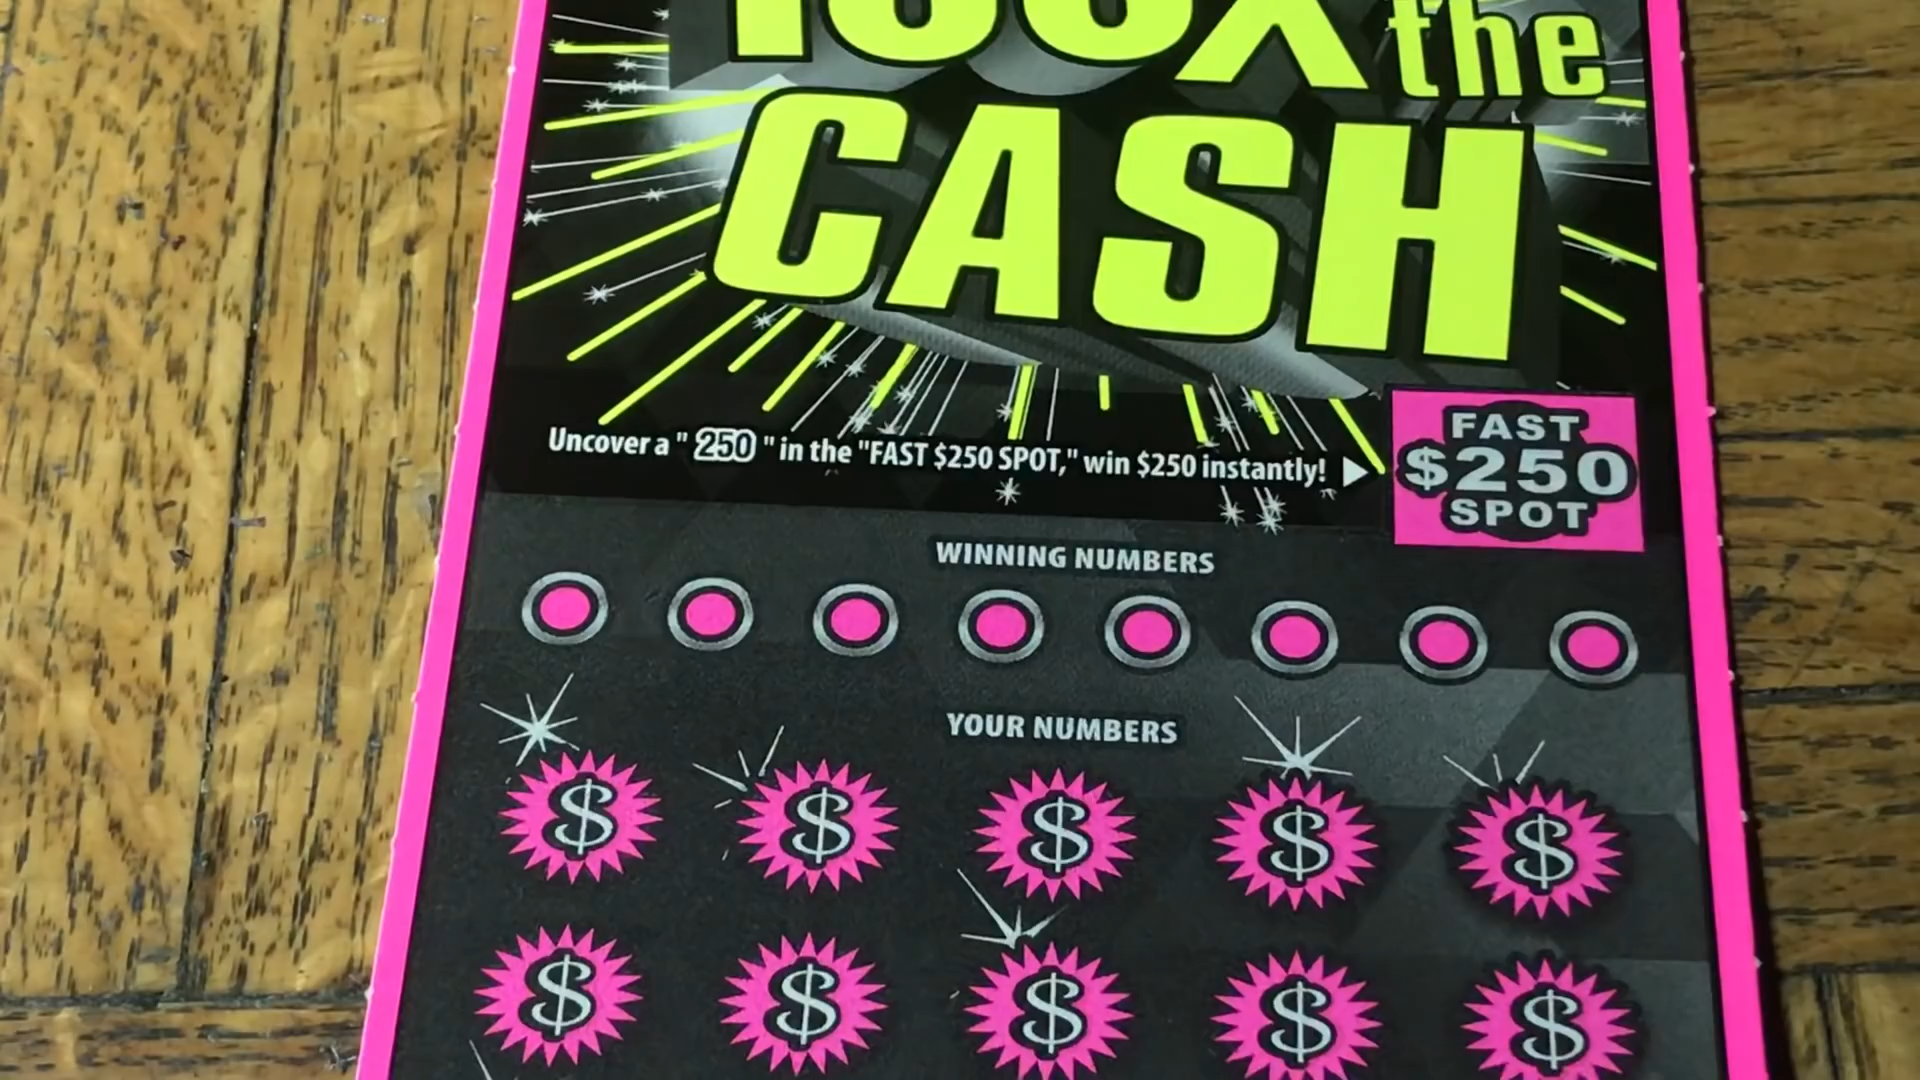 100X the
CASH
Uncover a " 250 " in the "FAST $250 SPOT," win $250 instantly!
FAST
$250
SPOT
WINNING NUMBERS
YOUR NUMBERS
$ $ $ $ $
$ $ $ $ $